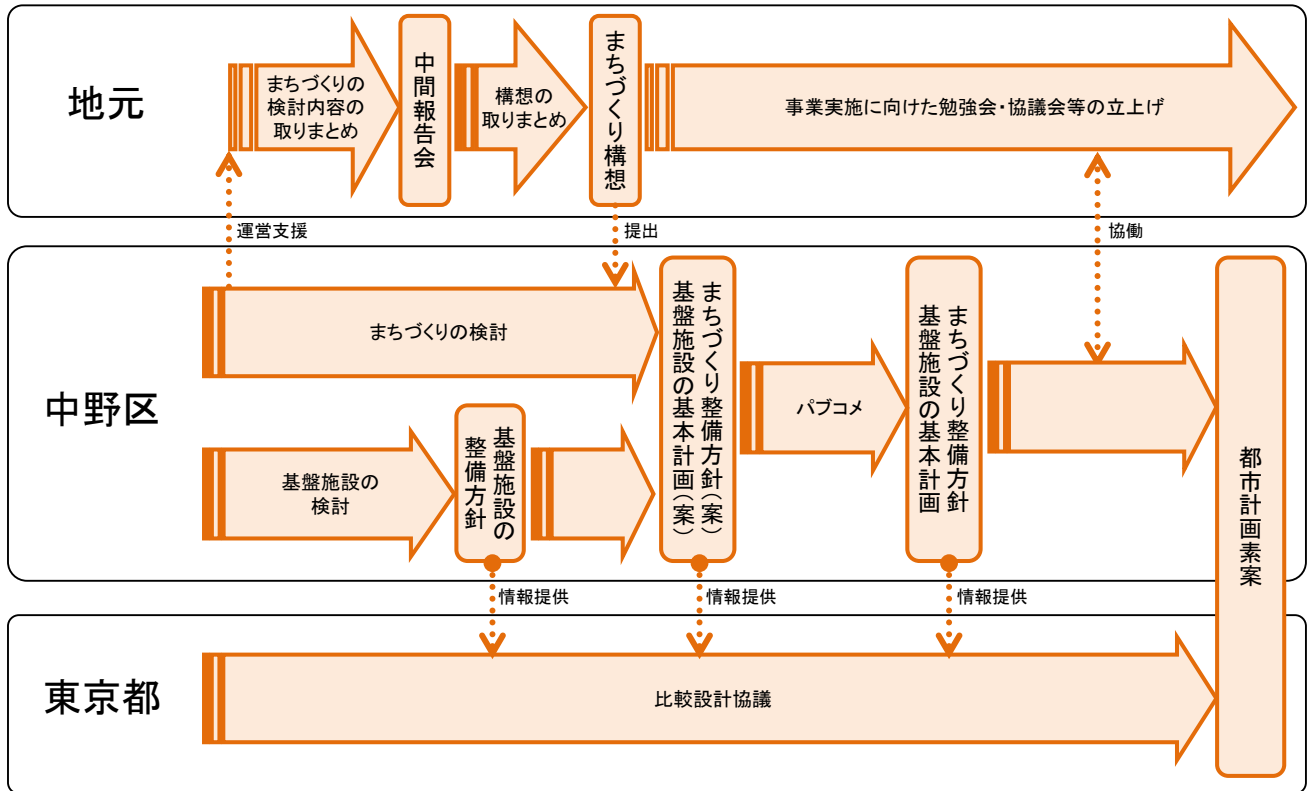 地元
まちづくりの
検討内容の
取りまとめ
中間報告会
構想の
取りまとめ
まちづくり構想
事業実施に向けた勉強会・協議会等の立上げ
運営支援
提出
協働
中野区
まちづくりの検討
基盤施設の
検討
基盤施設の
整備方針
まちづくり整備方針(案)
基盤施設の基本計画(案)
パブコメ
まちづくり整備方針
基盤施設の基本計画
都市計画素案
情報提供
情報提供
情報提供
東京都
比較設計協議